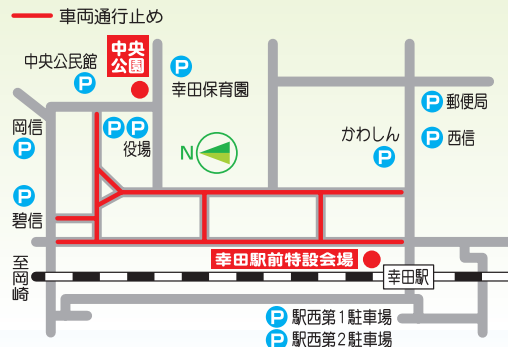 車両通行止め
中央
公園
中央公民館
P
P
幸田保育園
P
郵便局
岡信
P
P
P
役場
N
かわしん
P
P
西信
P
碧信
至岡崎
幸田駅前特設会場
幸田駅
P
駅西第1駐車場
P
駅西第2駐車場